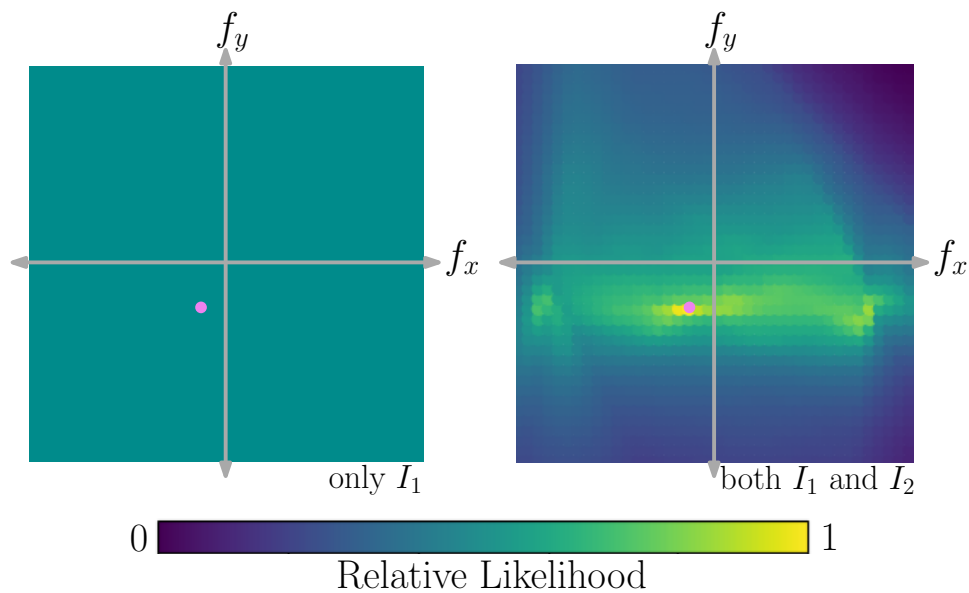 f_y
f_y
f_x
f_x
only I_1
both I_1 and I_2
0
1
Relative Likelihood